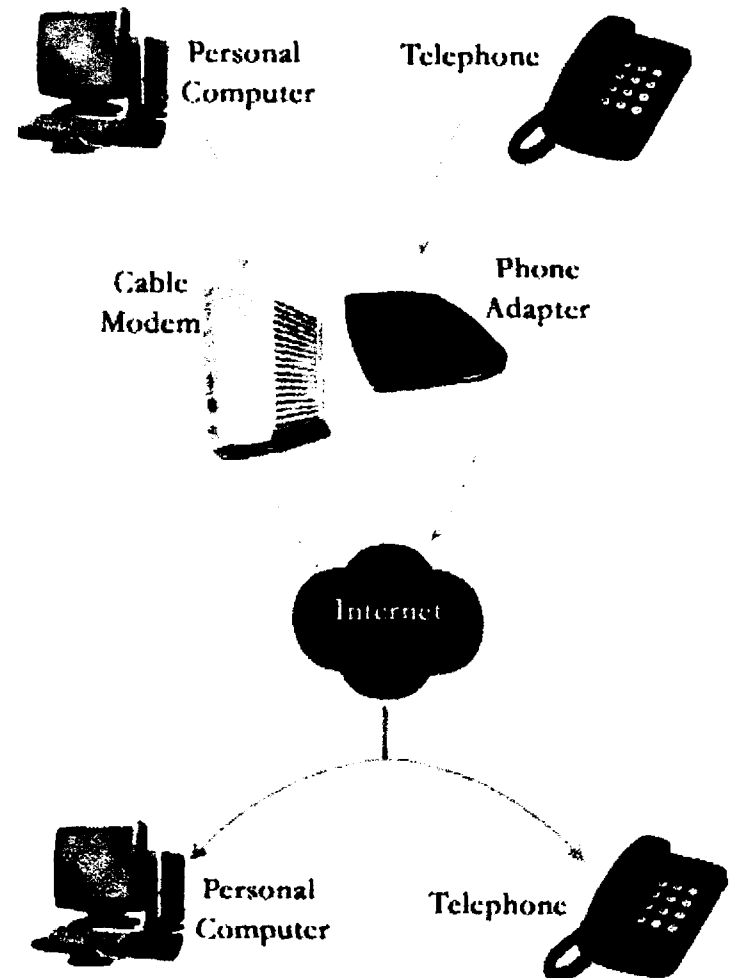 Personal
Computer
Telephone
Cable
Modem
Phone
Adapter
Internet
Personal
Computer
Telephone